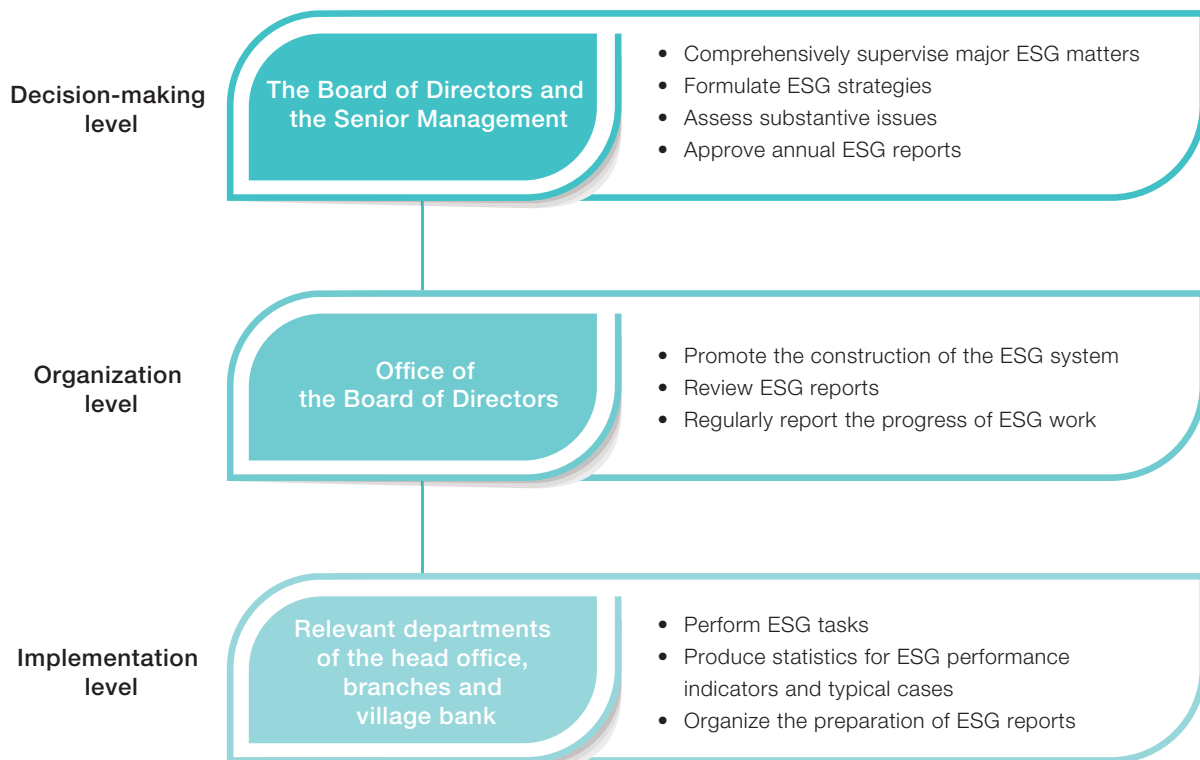 Decision-making
level
The Board of Directors and
the Senior Management
• Comprehensively supervise major ESG matters
• Formulate ESG strategies
• Assess substantive issues
• Approve annual ESG reports
Organization
level
Office of
the Board of Directors
• Promote the construction of the ESG system
• Review ESG reports
• Regularly report the progress of ESG work
Implementation
level
Relevant departments
of the head office,
branches and
village bank
• Perform ESG tasks
• Produce statistics for ESG performance
indicators and typical cases
• Organize the preparation of ESG reports